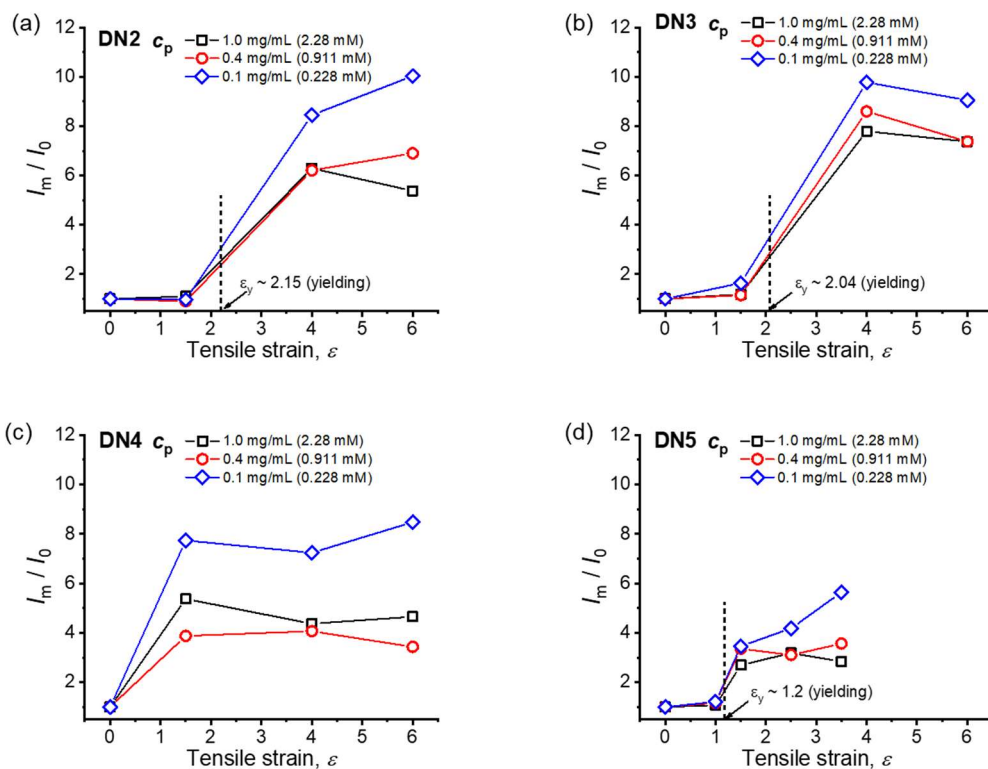 (a)
DN2 cp
1.0 mg/mL (2.28 mM)
0.4 mg/mL (0.911 mM)
0.1 mg/mL (0.228 mM)
12
10
8
6
4
2
Im / I0
εy ~ 2.15 (yielding)
0 1 2 3 4 5 6
Tensile strain, ε
(b)
DN3 cp
1.0 mg/mL (2.28 mM)
0.4 mg/mL (0.911 mM)
0.1 mg/mL (0.228 mM)
12
10
8
6
4
2
Im / I0
εy ~ 2.04 (yielding)
0 1 2 3 4 5 6
Tensile strain, ε
(c)
DN4 cp
1.0 mg/mL (2.28 mM)
0.4 mg/mL (0.911 mM)
0.1 mg/mL (0.228 mM)
12
10
8
6
4
2
Im / I0
0 1 2 3 4 5 6
Tensile strain, ε
(d)
DN5 cp
1.0 mg/mL (2.28 mM)
0.4 mg/mL (0.911 mM)
0.1 mg/mL (0.228 mM)
12
10
8
6
4
2
Im / I0
εy ~ 1.2 (yielding)
0 1 2 3 4 5 6
Tensile strain, ε